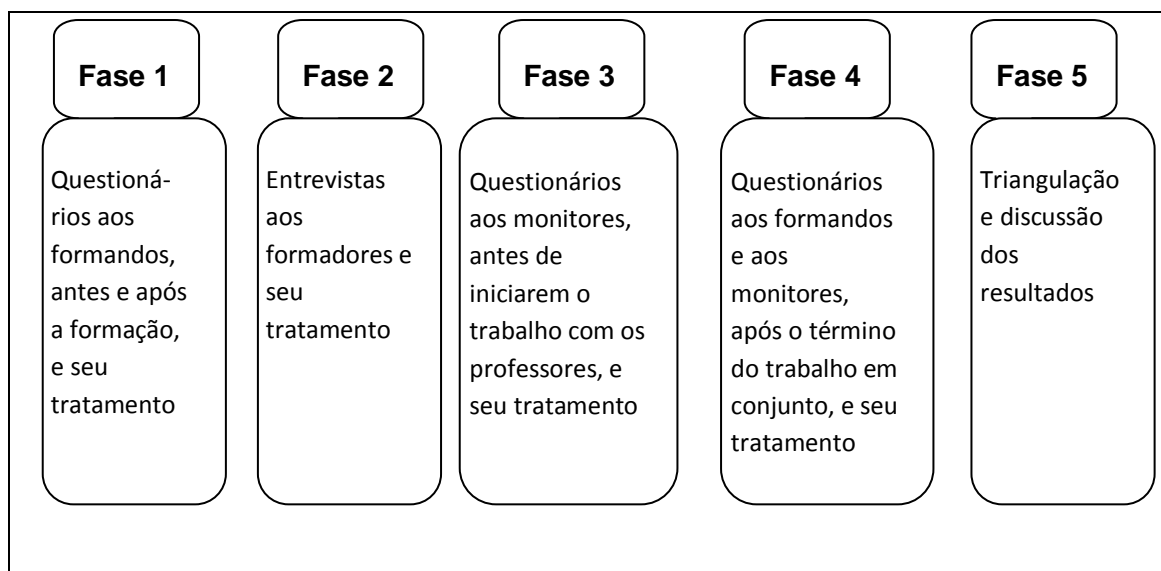 Fase 1
Questioná-
rios aos
formandos,
antes e após
a formação,
e seu
tratamento
Fase 2
Entrevistas
aos
formadores e
seu
tratamento
Fase 3
Questionários
aos monitores,
antes de
iniciarem o
trabalho com os
professores, e
seu tratamento
Fase 4
Questionários
aos formandos
e aos
monitores,
após o término
do trabalho em
conjunto, e seu
tratamento
Fase 5
Triangulação
e discussão
dos
resultados